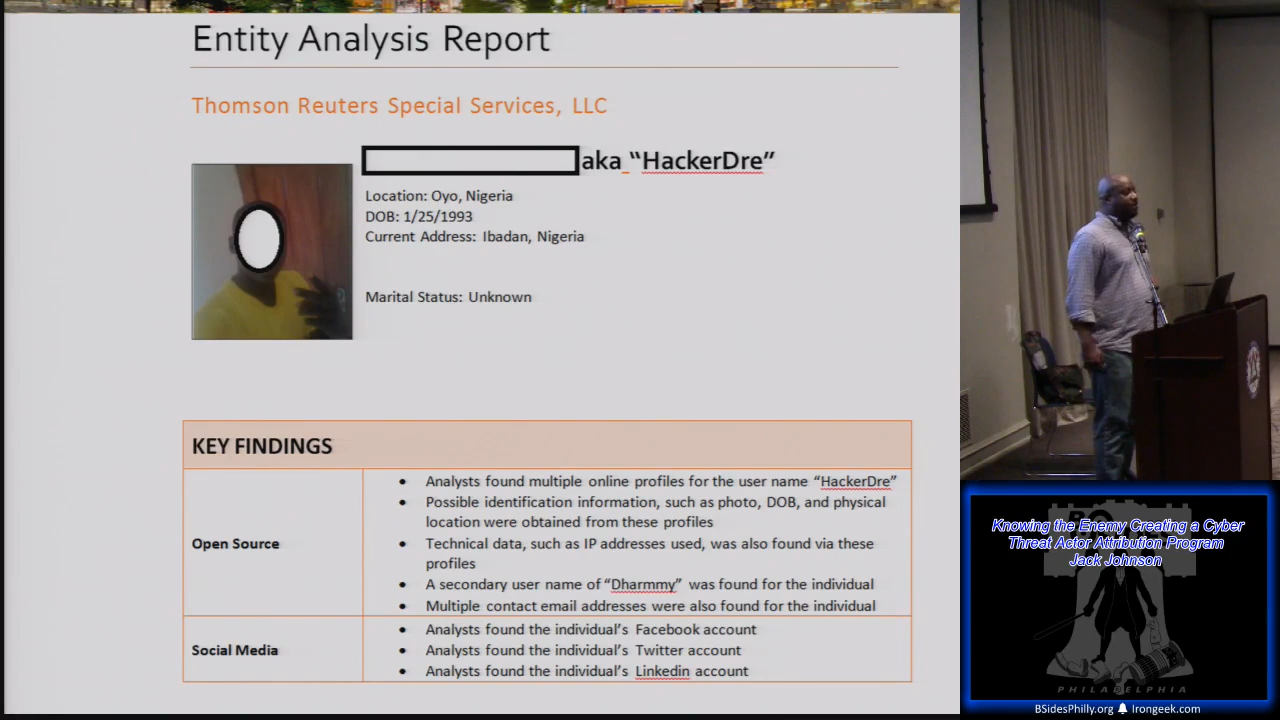 Entity Analysis Report
Thomson Reuters Special Services, LLC
aka "HackerDre"
Location: Oyo, Nigeria
DOB: 1/25/1993
Current Address: Ibadan, Nigeria
Marital Status: Unknown
KEY FINDINGS
Open Source
• Analysts found multiple online profiles for the user name "HackerDre"
• Possible identification information, such as photo, DOB, and physical
location were obtained from these profiles
• Technical data, such as IP addresses used, was also found via these
profiles
• A secondary user name of "Dharmmy" was found for the individual
• Multiple contact email addresses were also found for the individual
Social Media
• Analysts found the individual's Facebook account
• Analysts found the individual's Twitter account
• Analysts found the individual's Linkedin account
Knowing the Enemy Creating a Cyber
Threat Actor Attribution Program
Jack Johnson
PHILADELPHIA
BSidesPhilly.org Irongeek.com